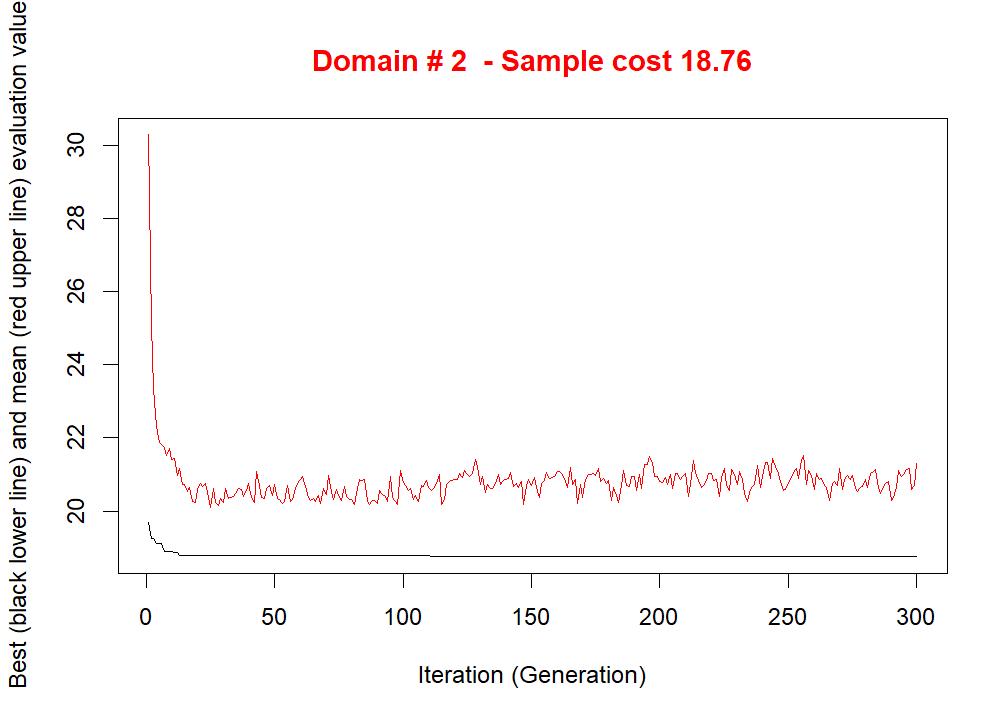 Domain # 2  - Sample cost 18.76
Best (black lower line) and mean (red upper line) evaluation value
30
28
26
24
22
20
0 50 100 150 200 250 300
Iteration (Generation)